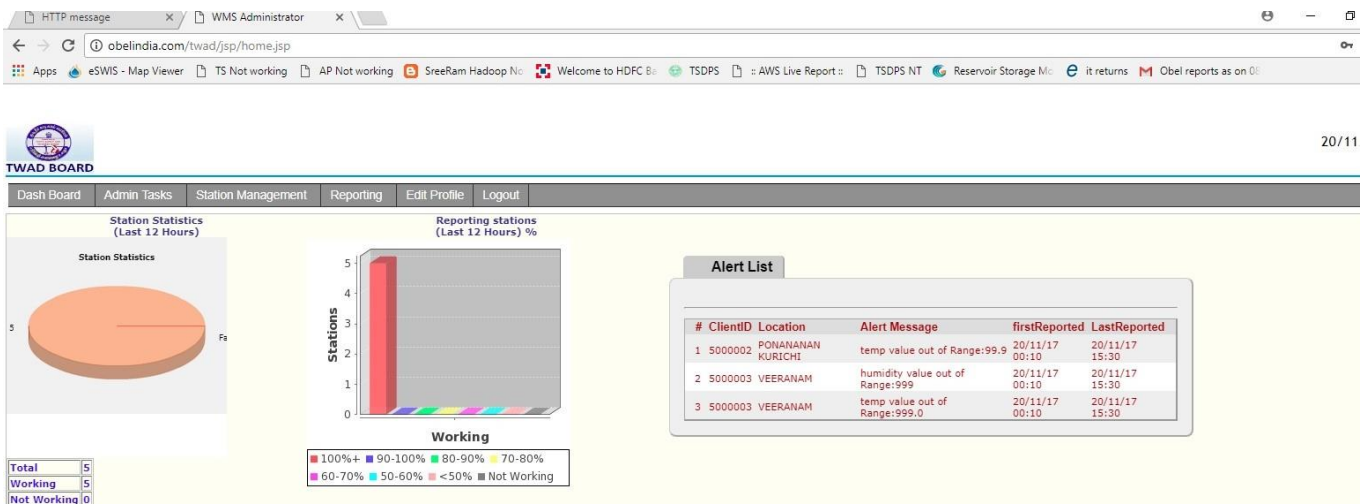 HTTP message
WMS Administrator
obelindia.com/twad/jsp/home.jsp
Apps eSWIS - Map Viewer TS Not working AP Not working SreeRam Hadoop No Welcome to HDFC Ba TSDPS :: AWS Live Report :: TSDPS NT Reservoir Storage Mo it returns Obel reports as on 08
TWAD BOARD
20/11
Dash Board Admin Tasks Station Management Reporting Edit Profile Logout
Station Statistics
(Last 12 Hours)
Station Statistics
5
Fa
Total 5
Working 5
Not Working 0
Reporting stations
(Last 12 Hours) %
5
4
3
2
1
0
Stations
Working
100%+ 90-100% 80-90% 70-80%
60-70% 50-60% <50% Not Working
Alert List
# ClientID Location Alert Message firstReported LastReported
1 5000002 PONANANAN KURICHI temp value out of Range:99.9 20/11/17 00:10 20/11/17 15:30
2 5000003 VEERANAM humidity value out of Range:999 20/11/17 00:10 20/11/17 15:30
3 5000003 VEERANAM temp value out of Range:999.0 20/11/17 00:10 20/11/17 15:30